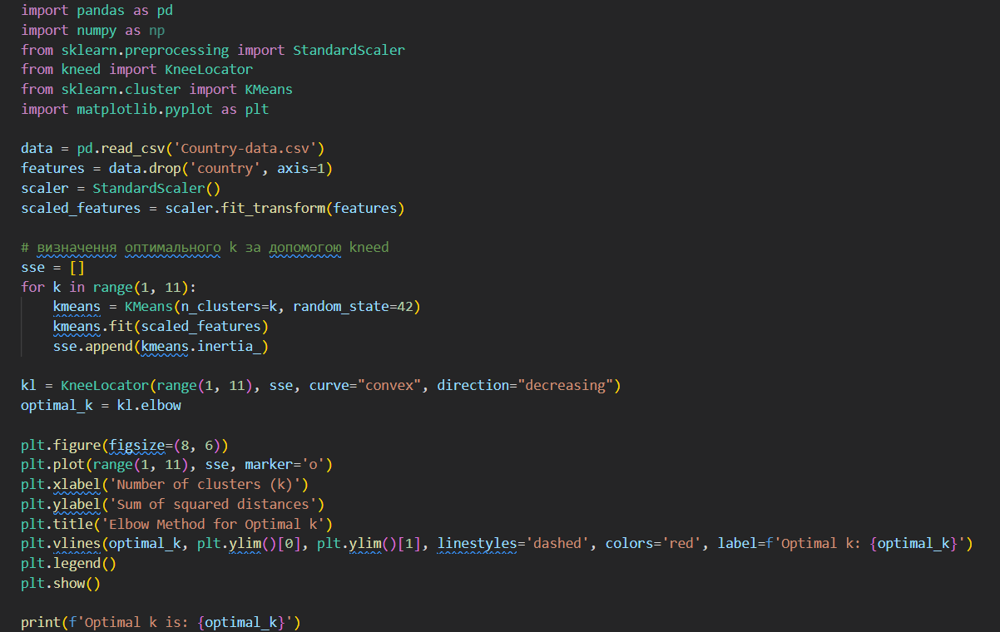 import pandas as pd
import numpy as np
from sklearn.preprocessing import StandardScaler
from kneed import KneeLocator
from sklearn.cluster import KMeans
import matplotlib.pyplot as plt

data = pd.read_csv('Country-data.csv')
features = data.drop('country', axis=1)
scaler = StandardScaler()
scaled_features = scaler.fit_transform(features)

# визначення оптимального k за допомогою kneed
sse = []
for k in range(1, 11):
    kmeans = KMeans(n_clusters=k, random_state=42)
    kmeans.fit(scaled_features)
    sse.append(kmeans.inertia_)

kl = KneeLocator(range(1, 11), sse, curve="convex", direction="decreasing")
optimal_k = kl.elbow

plt.figure(figsize=(8, 6))
plt.plot(range(1, 11), sse, marker='o')
plt.xlabel('Number of clusters (k)')
plt.ylabel('Sum of squared distances')
plt.title('Elbow Method for Optimal k')
plt.vlines(optimal_k, plt.ylim()[0], plt.ylim()[1], linestyles='dashed', colors='red', label=f'Optimal k: {optimal_k}')
plt.legend()
plt.show()

print(f'Optimal k is: {optimal_k}')